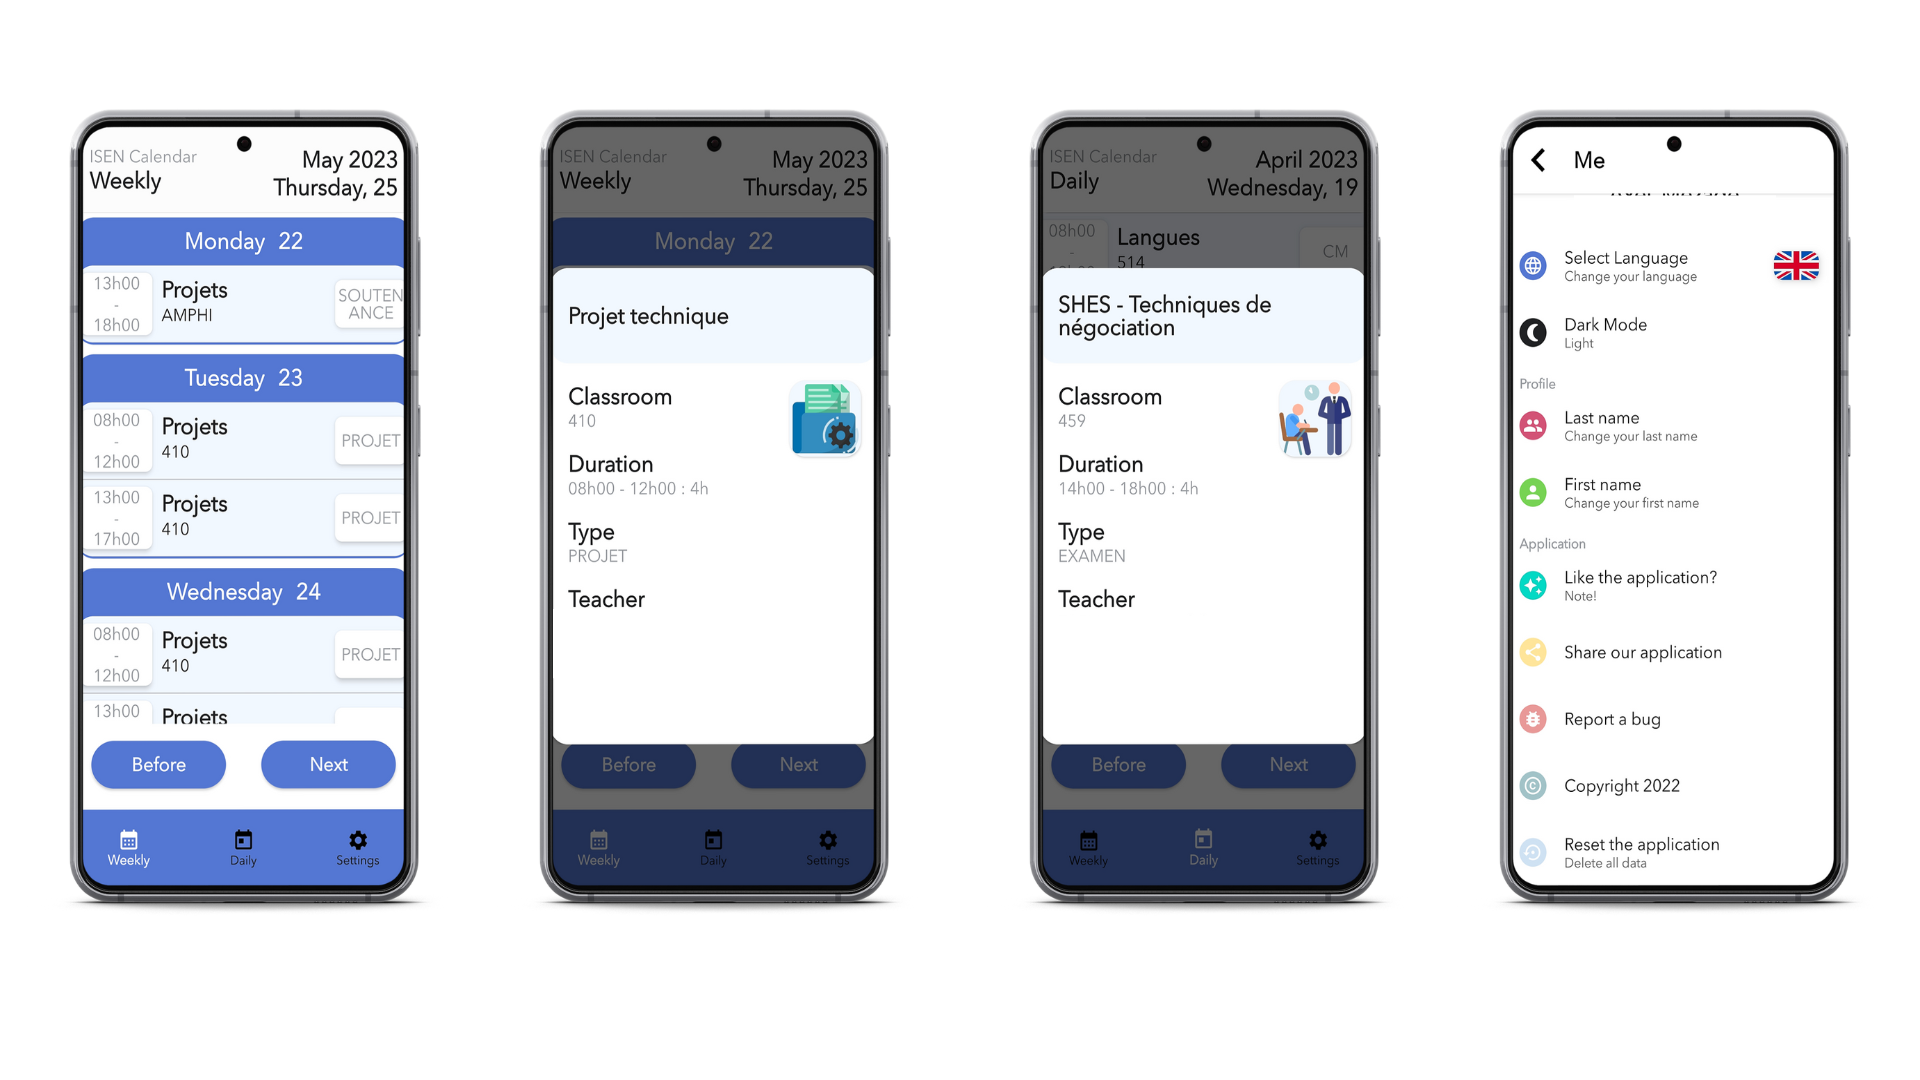 ISEN Calendar
Weekly
May 2023
Thursday, 25
Monday 22
13h00
-
18h00
Projets
AMPHI
SOUTEN
ANCE
Tuesday 23
08h00
-
12h00
Projets
410
PROJET
13h00
-
17h00
Projets
410
PROJET
Wednesday 24
08h00
-
12h00
Projets
410
PROJET
13h00
Projets
Before
Next
Weekly
Daily
Settings
ISEN Calendar
Weekly
May 2023
Thursday, 25
Monday 22
Projet technique
Classroom
410
Duration
08h00 - 12h00 : 4h
Type
PROJET
Teacher
Before
Next
Weekly
Daily
Settings
ISEN Calendar
Daily
April 2023
Wednesday, 19
08h00
-
Langues
514
CM
SHES - Techniques de
négociation
Classroom
459
Duration
14h00 - 18h00 : 4h
Type
EXAMEN
Teacher
Before
Next
Weekly
Daily
Settings
Me
Select Language
Change your language
Dark Mode
Light
Profile
Last name
Change your last name
First name
Change your first name
Application
Like the application?
Note!
Share our application
Report a bug
Copyright 2022
Reset the application
Delete all data